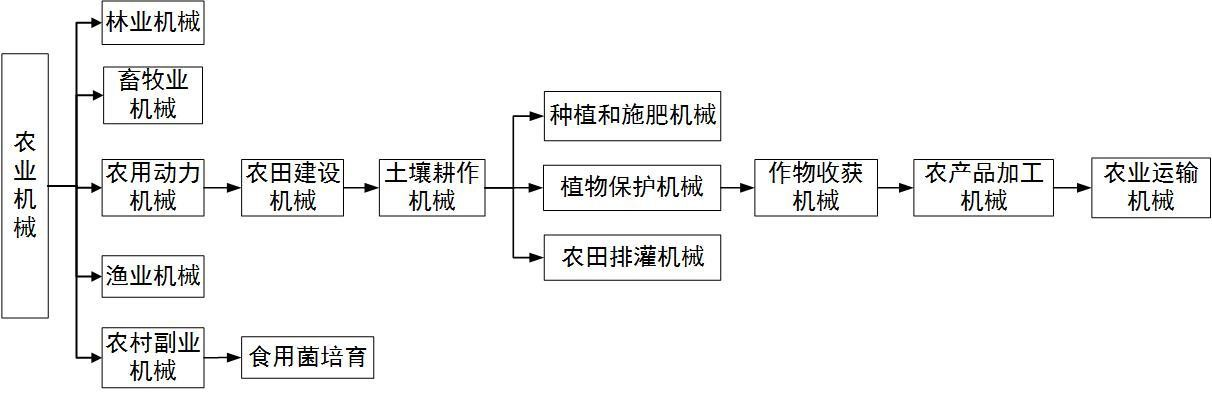 农业机械
林业机械
畜牧业
机械
农用动力
机械
农田建设
机械
土壤耕作
机械
种植和施肥机械
植物保护机械
农田排灌机械
作物收获
机械
农产品加工
机械
农业运输
机械
渔业机械
农村副业
机械
食用菌培育